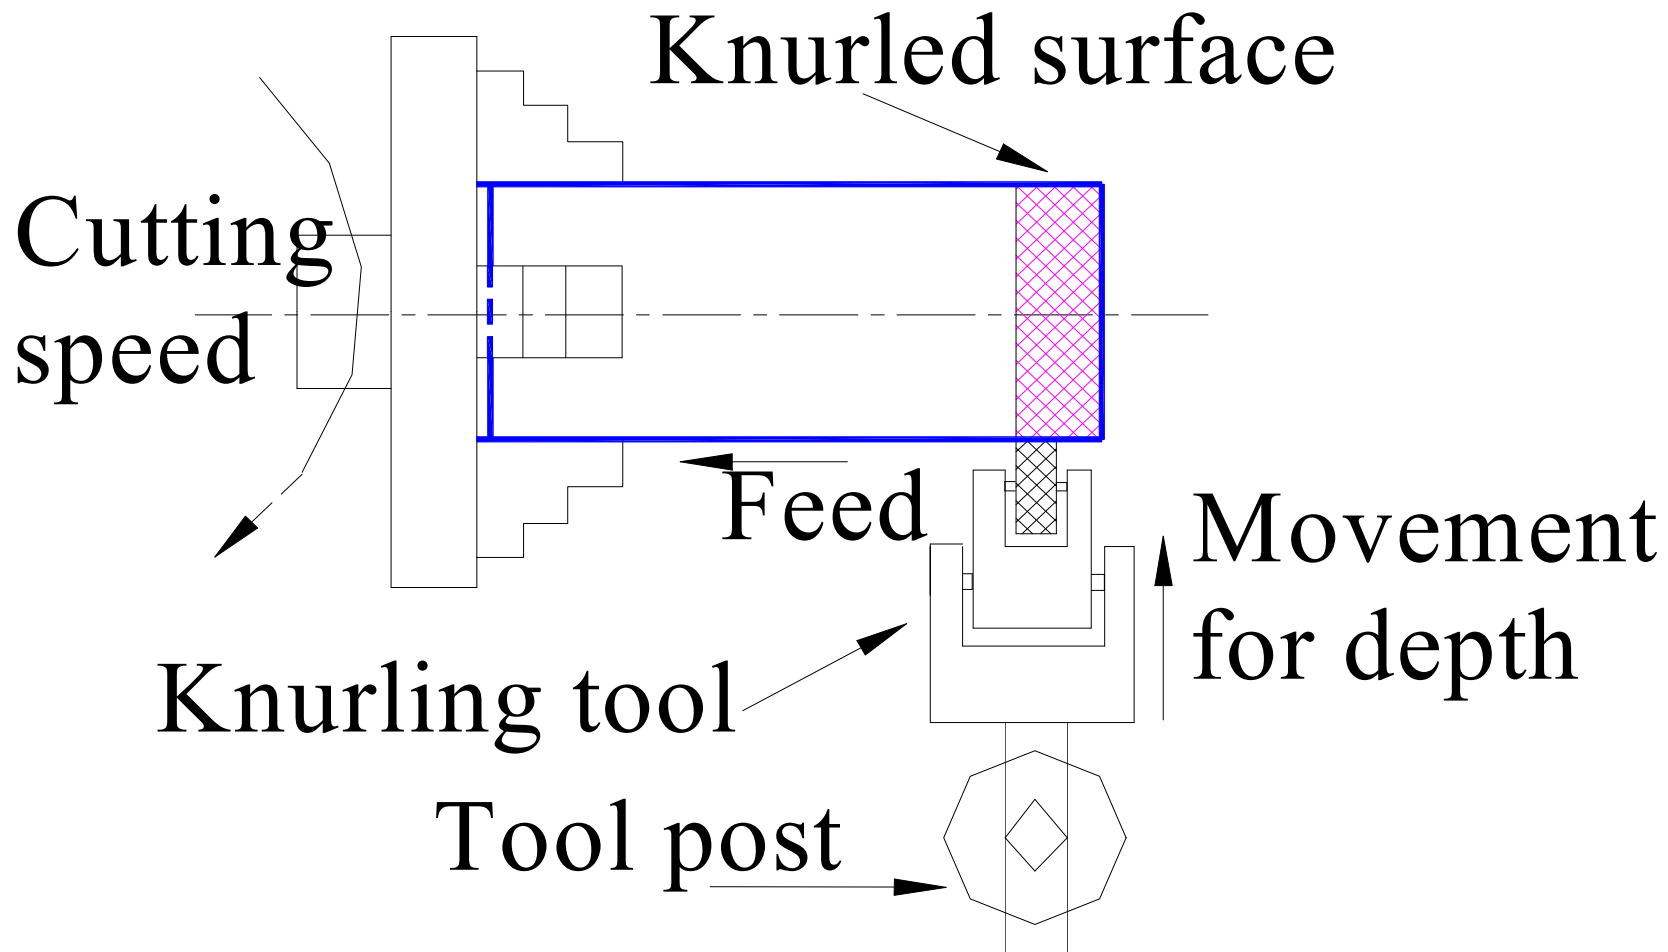 Knurled surface
Cutting
speed
Feed
Movement
for depth
Knurling tool
Tool post